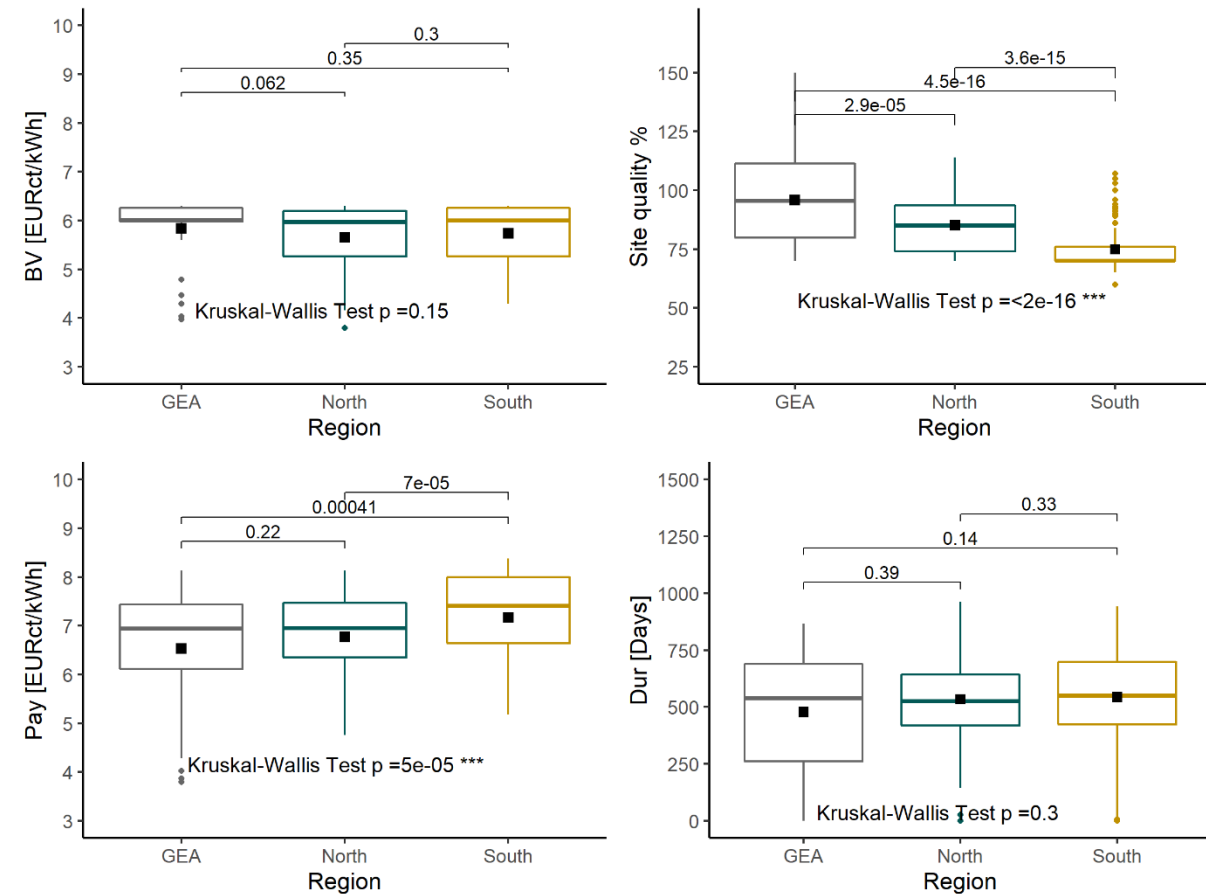 10
9
8
7
6
5
4
3
BV [EURct/kWh]
0.3
0.35
0.062
Kruskal-Wallis Test p =0.15
GEA North South
Region
150
125
100
75
50
25
Site quality %
3.6e-15
4.5e-16
2.9e-05
Kruskal-Wallis Test p =<2e-16 ***
GEA North South
Region
10
9
8
7
6
5
4
3
Pay [EURct/kWh]
7e-05
0.00041
0.22
Kruskal-Wallis Test p =5e-05 ***
GEA North South
Region
1500
1250
1000
750
500
250
0
Dur [Days]
0.33
0.14
0.39
Kruskal-Wallis Test p =0.3
GEA North South
Region